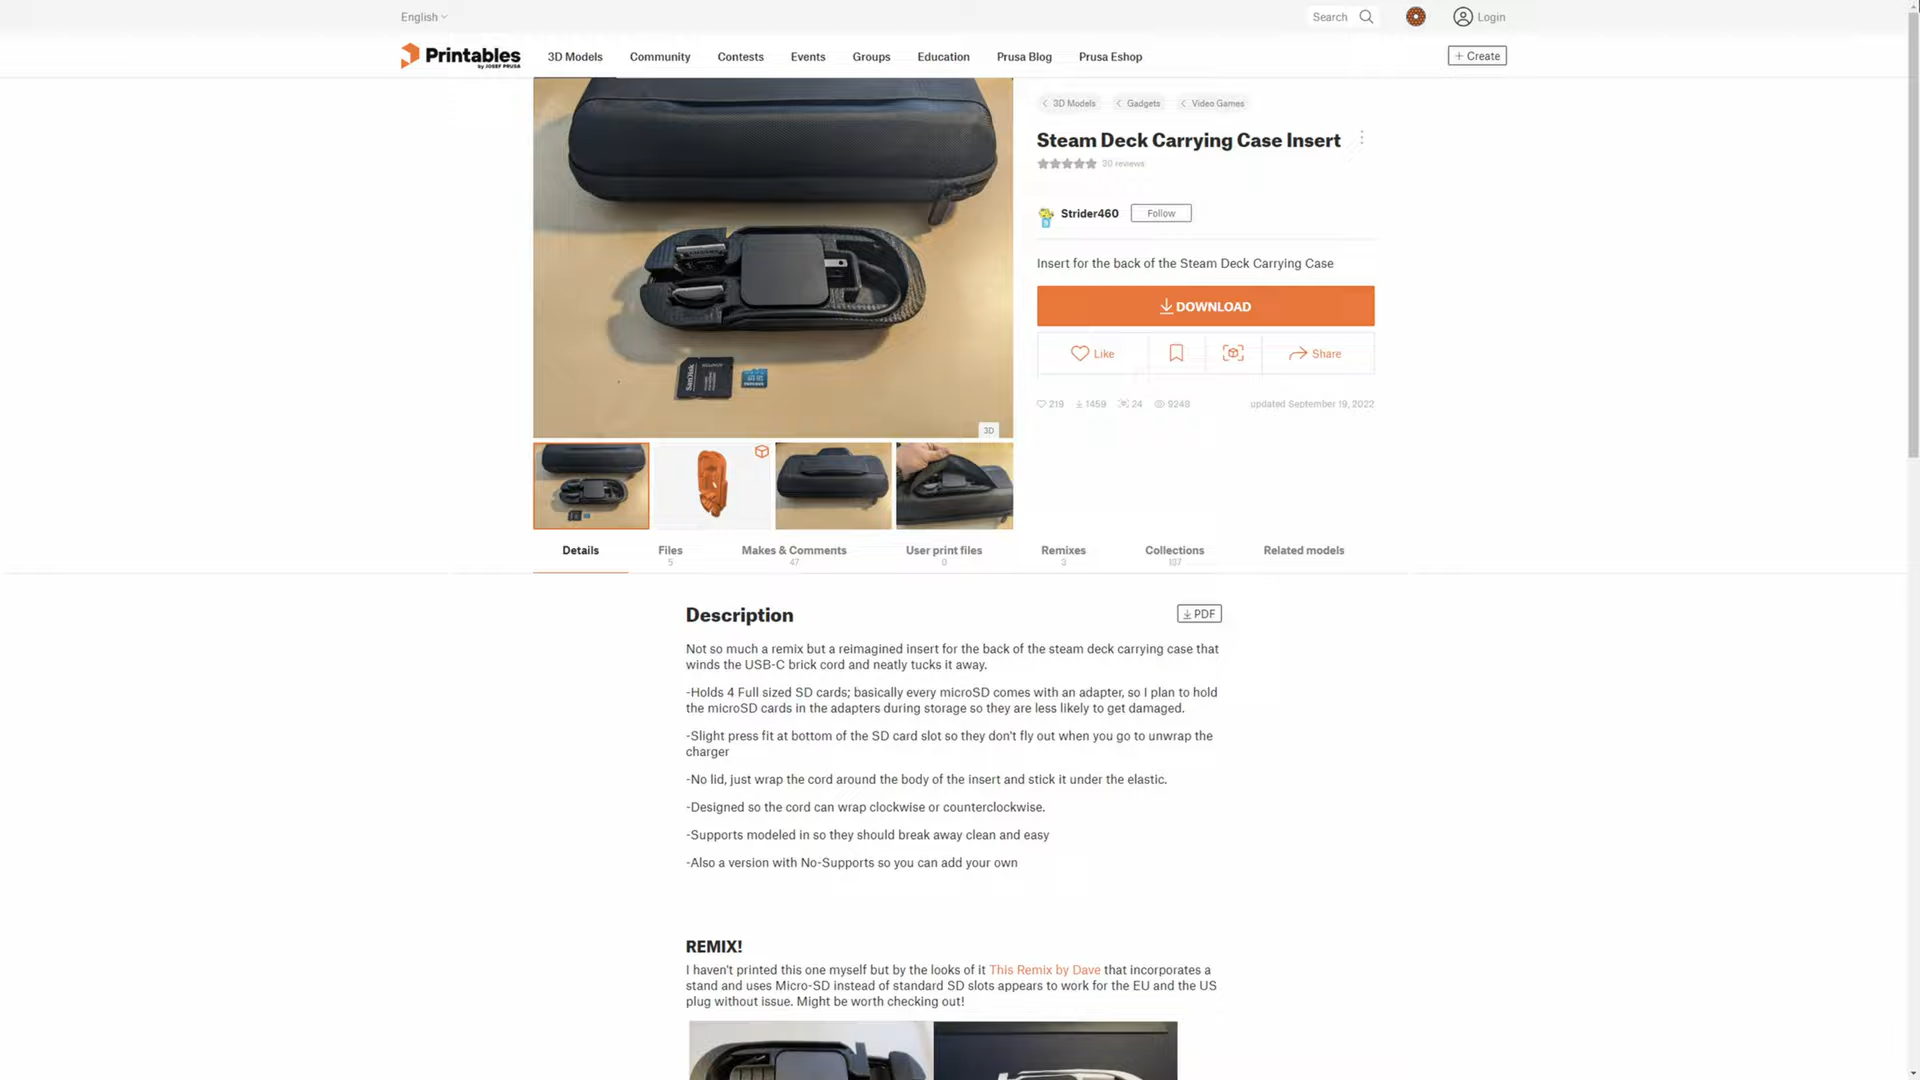 English
Search
Login
Printables
by JOSEF PRUSA
3D Models
Community
Contests
Events
Groups
Education
Prusa Blog
Prusa Eshop
+ Create
3D Models
Gadgets
Video Games
Steam Deck Carrying Case Insert
30 reviews
Strider460
Follow
Insert for the back of the Steam Deck Carrying Case
DOWNLOAD
Like
Share
219
1459
24
9248
updated September 19, 2022
SanDisk
3D
Details
Files
5
Makes & Comments
47
User print files
0
Remixes
3
Collections
137
Related models
Description
PDF
Not so much a remix but a reimagined insert for the back of the steam deck carrying case that
winds the USB-C brick cord and neatly tucks it away.
-Holds 4 Full sized SD cards; basically every microSD comes with an adapter, so I plan to hold
the microSD cards in the adapters during storage so they are less likely to get damaged.
-Slight press fit at bottom of the SD card slot so they don't fly out when you go to unwrap the
charger
-No lid, just wrap the cord around the body of the insert and stick it under the elastic.
-Designed so the cord can wrap clockwise or counterclockwise.
-Supports modeled in so they should break away clean and easy
-Also a version with No-Supports so you can add your own
REMIX!
I haven't printed this one myself but by the looks of it This Remix by Dave that incorporates a
stand and uses Micro-SD instead of standard SD slots appears to work for the EU and the US
plug without issue. Might be worth checking out!